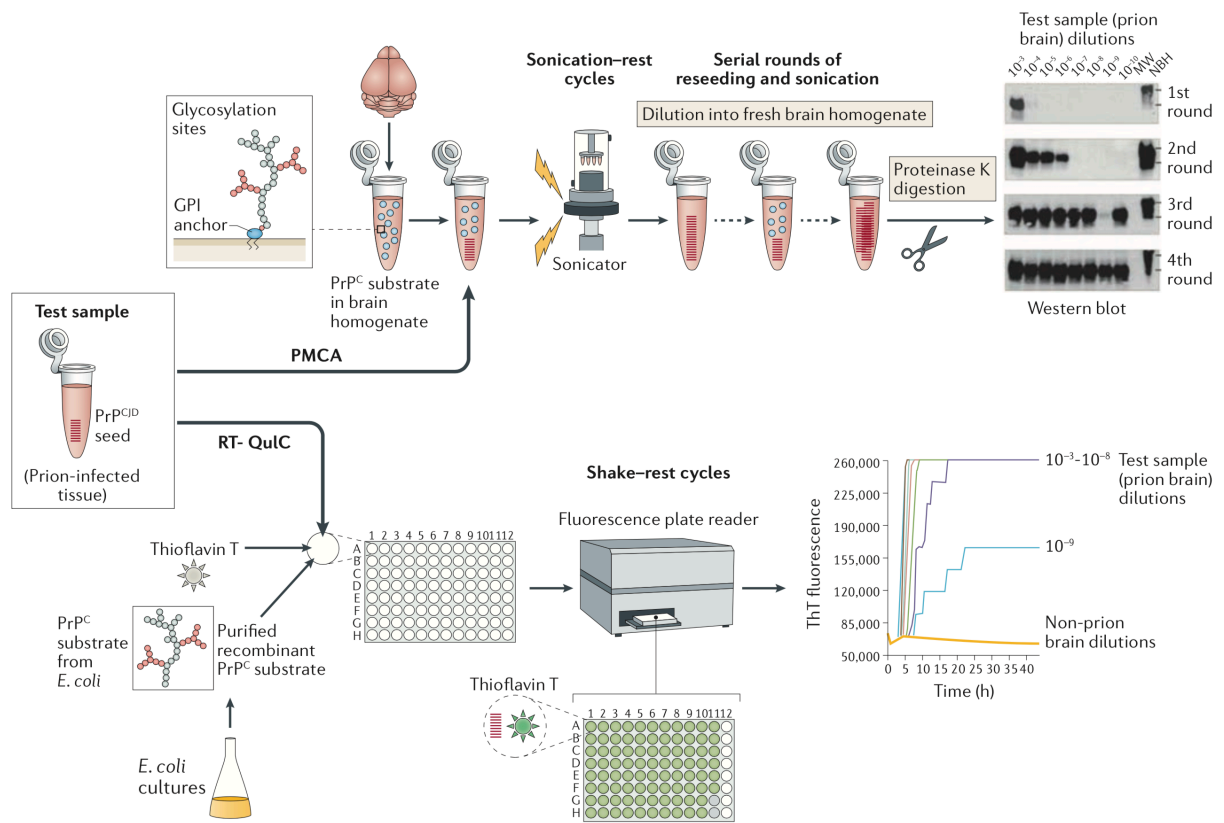 Test sample (prion
brain) dilutions
10⁻³ 10⁻⁴ 10⁻⁵ 10⁻⁶ 10⁻⁷ 10⁻⁸ 10⁻⁹ 10⁻¹⁰ MW NBH
1st
round
2nd
round
3rd
round
4th
round
Western blot
Sonication–rest
cycles
Serial rounds of
reseeding and sonication
Dilution into fresh brain homogenate
Proteinase K
digestion
Glycosylation
sites
GPI
anchor
Sonicator
PrPᶜ substrate
in brain
homogenate
Test sample
PrPᶜᴶᴰ
seed
(Prion-infected
tissue)
PMCA
RT- QulC
Thioflavin T
PrPᶜ
substrate
from
E. coli
Purified
recombinant
PrPᶜ substrate
E. coli
cultures
1 2 3 4 5 6 7 8 9 10 11 12
A
B
C
D
E
F
G
H
Shake–rest cycles
Fluorescence plate reader
Thioflavin T
1 2 3 4 5 6 7 8 9 10 11 12
A
B
C
D
E
F
G
H
ThT fluorescence
260,000
225,000
190,000
155,000
120,000
85,000
50,000
0 5 10 15 20 25 30 35 40
Time (h)
10⁻³-10⁻⁸
Test sample
(prion brain)
dilutions
10⁻⁹
Non-prion
brain dilutions